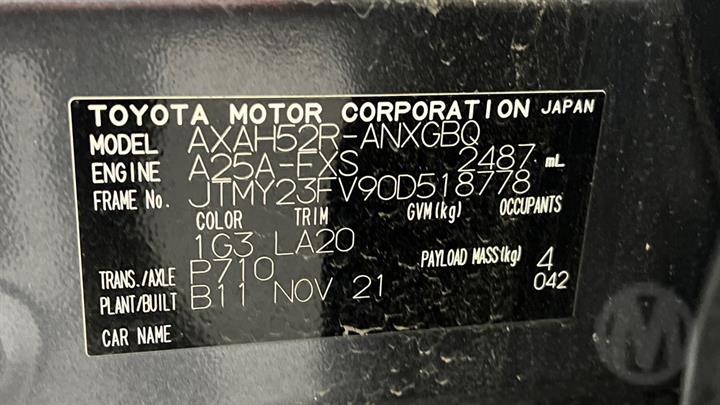 TOYOTA MOTOR CORPORATION JAPAN
MODEL AXAH52R-ANXGBQ
ENGINE A25A-FXS 2487 mL
FRAME No. JTMY23FV90D518778
COLOR TRIM GVM(kg) OCCUPANTS
1G3 LA20
TRANS./AXLE P710 PAYLOAD MASS(kg) 4
PLANT/BUILT B11 NOV 21 042
CAR NAME
M